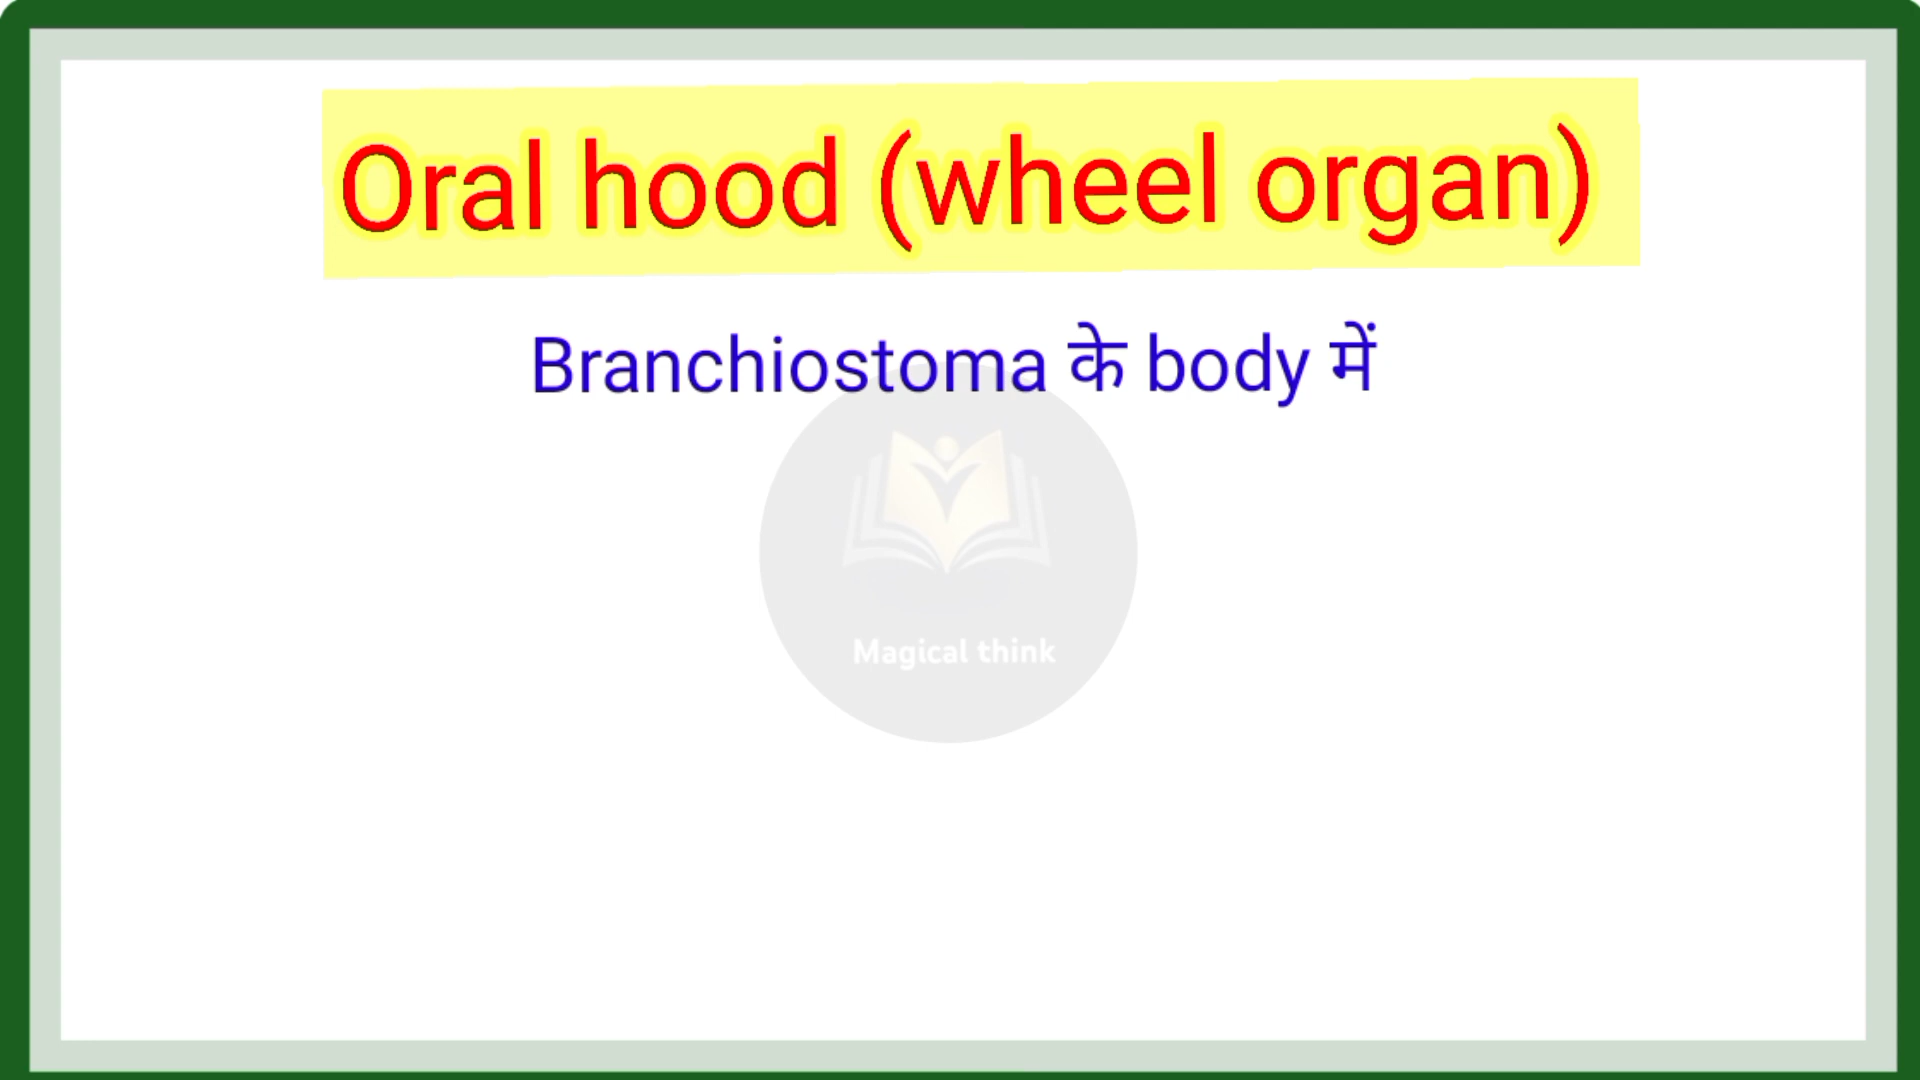 Oral hood (wheel organ)
Branchiostoma के body में
Magical think